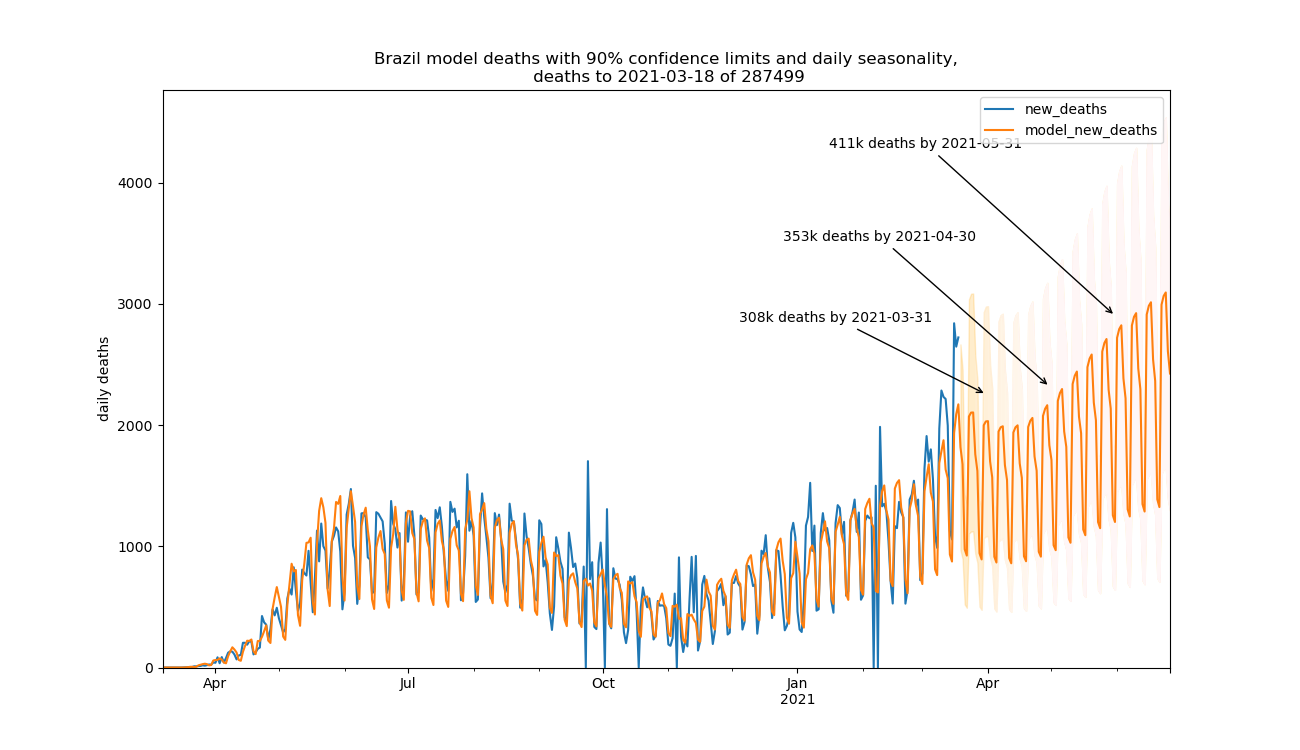 Brazil model deaths with 90% confidence limits and daily seasonality,
deaths to 2021-03-18 of 287499
new_deaths
model_new_deaths
411k deaths by 2021-05-31
353k deaths by 2021-04-30
308k deaths by 2021-03-31
daily deaths
4000
3000
2000
1000
0
Apr
Jul
Oct
Jan
2021
Apr